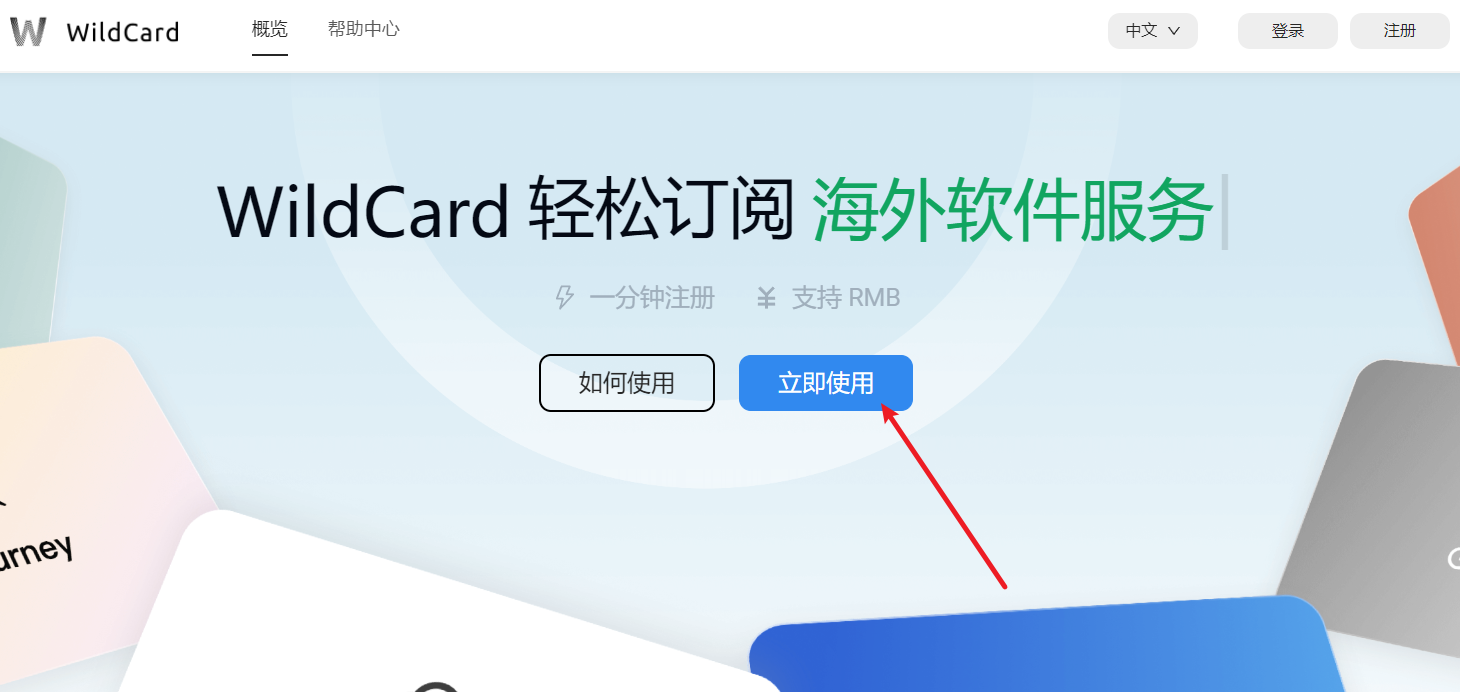 W WildCard 概览 帮助中心 中文 登录 注册
WildCard 轻松订阅 海外软件服务
一分钟注册 支持 RMB
如何使用 立即使用
urney